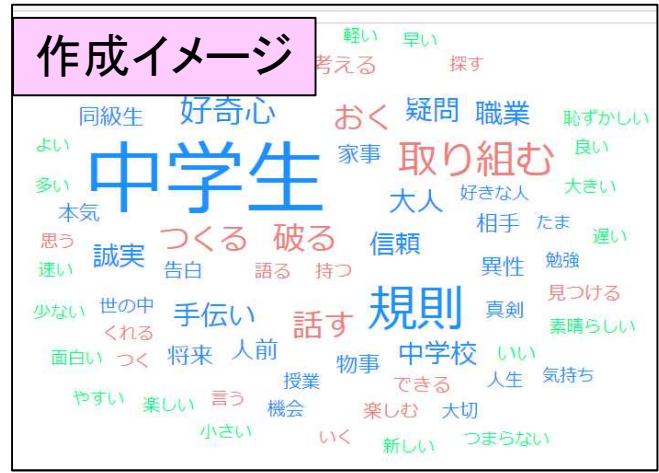 作成イメージ
軽い 早い
考える 探す
同級生 好奇心 おく 疑問 職業 恥ずかしい
よい 中学生 家事 取り組む 良い
多い 大人 好きな人 大きい
本気 相手 たま
思う 誠実 つくる 破る 信頼 遅い
速い 告白 語る 持つ 異性 勉強
少ない 世の中 手伝い 話す 規則 真剣 見つける
くれる 素晴らしい
面白い つく 将来 人前 物事 中学校 いい
授業 できる 人生 気持ち
やすい 楽しい 言う 機会 楽しむ 大切
小さい いく 新しい つまらない